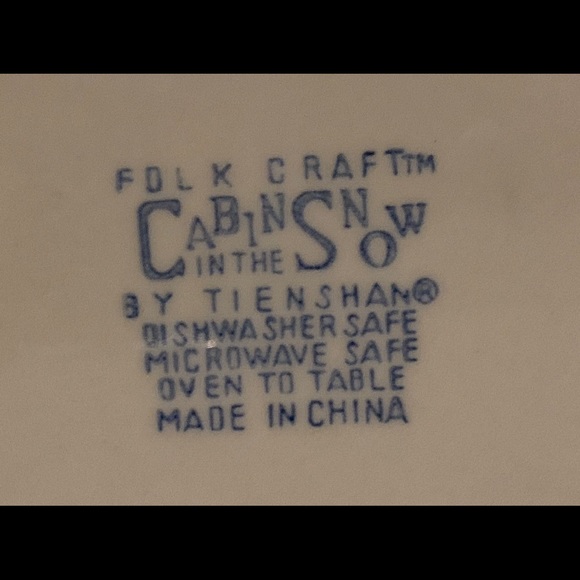 FOLK CRAFT™
CABIN
IN THE SNOW
BY TIENSHAN®
DISHWASHER SAFE
MICROWAVE SAFE
OVEN TO TABLE
MADE IN CHINA